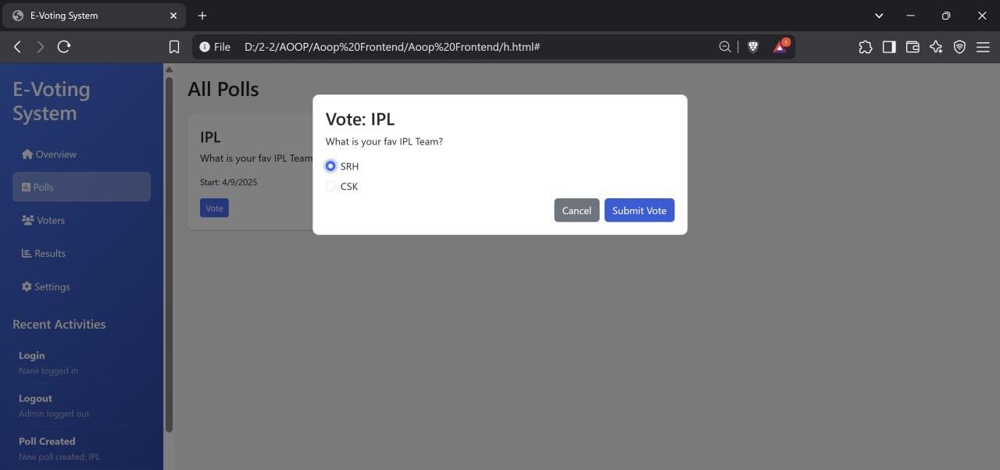 E-Voting System
File D:/2-2/AOOP/Aoop%20Frontend/Aoop%20Frontend/h.html#
1
E-Voting
System
Overview
Polls
Voters
Results
Settings
Recent Activities
Login
Nanii logged in
Logout
Admin logged out
Poll Created
New poll created: IPL
All Polls
IPL
What is your fav IPL Team
Start: 4/9/2025
Vote
Vote: IPL
What is your fav IPL Team?
SRH
CSK
Cancel Submit Vote